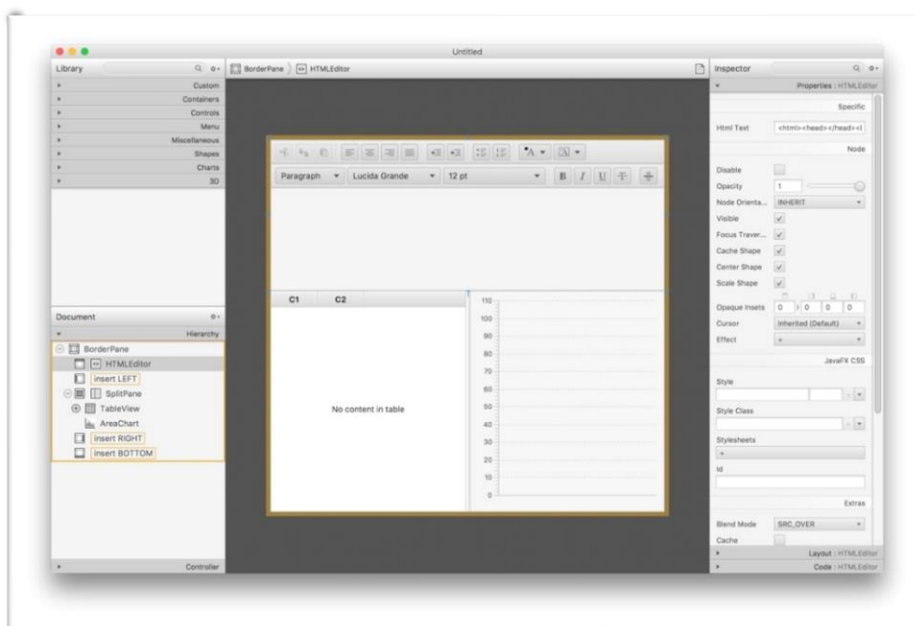 Untitled
Library
BorderPane
HTMLEditor
Inspector
Custom
Containers
Controls
Menu
Miscellaneous
Shapes
Charts
3D
Document
Hierarchy
BorderPane
HTMLEditor
insert LEFT
SplitPane
TableView
AreaChart
insert RIGHT
insert BOTTOM
Controller
Paragraph
Lucida Grande
12 pt
B I U
C1 C2
No content in table
110
100
90
80
70
60
50
40
30
20
10
0
Properties : HTMLEditor
Specific
Html Text <html><head></head><l
Node
Disable
Opacity 1
Node Orienta... INHERIT
Visible
Focus Traver...
Cache Shape
Center Shape
Scale Shape
Opaque Insets 0 0 0 0
Cursor Inherited (Default)
Effect +
JavaFX CSS
Style
Style Class
Stylesheets
+
Id
Extras
Blend Mode SRC_OVER
Cache
Layout : HTMLEditor
Code : HTMLEditor